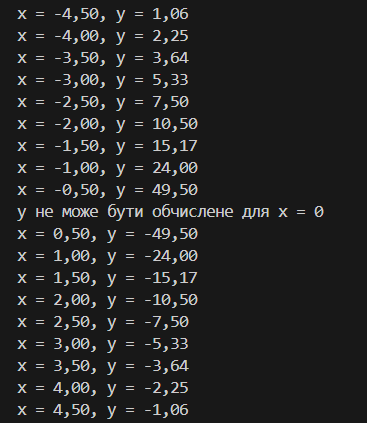 x = -4,50, y = 1,06
x = -4,00, y = 2,25
x = -3,50, y = 3,64
x = -3,00, y = 5,33
x = -2,50, y = 7,50
x = -2,00, y = 10,50
x = -1,50, y = 15,17
x = -1,00, y = 24,00
x = -0,50, y = 49,50
y не може бути обчислене для x = 0
x = 0,50, y = -49,50
x = 1,00, y = -24,00
x = 1,50, y = -15,17
x = 2,00, y = -10,50
x = 2,50, y = -7,50
x = 3,00, y = -5,33
x = 3,50, y = -3,64
x = 4,00, y = -2,25
x = 4,50, y = -1,06